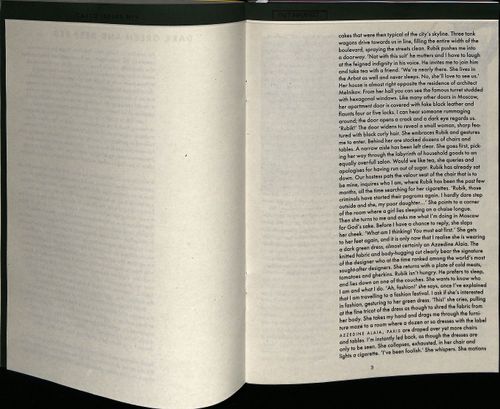 cakes that were then typical of the city's skyline. Three tank
wagons drive towards us in line, filling the entire width of the
boulevard, spraying the streets clean. Rubik pushes me into
a doorway. 'Not with this suit' he mutters and I have to laugh
at the feigned indignity in his voice. He invites me to join him
and take tea with a friend. 'We're nearly there. She lives in
the Arbat as well and never sleeps. No, she'll love to see us.'
Her house is almost right opposite the residence of architect
Melnikov. From her hall you can see the famous turret studded
with hexagonal windows. Like many other doors in Moscow,
her apartment door is covered with fake black leather and
flaunts four or five locks. I can hear someone rummaging
around; the door opens a crack and a dark eye regards us.
'Rubik!' The door widens to reveal a small woman, sharp fea-
tured with black curly hair. She embraces Rubik and gestures
me to enter. Behind her are stacked dozens of chairs and
tables. A narrow aisle has been left clear. She goes first, pick-
ing her way through the labyrinth of household goods to an
equally over-full salon. Would we like tea, she queries and
apologises for having run out of sugar. Rubik has already sat
down. Our hostess pats the velour seat of the chair that is to
be mine, inquires who I am, where Rubik has been the past few
months, all the time searching for her cigarettes. 'Rubik, those
criminals have started their pogroms again. I hardly dare step
outside and she, my poor daughter...' She points to a corner
of the room where a girl lies sleeping on a chaise longue.
Then she turns to me and asks me what I'm doing in Moscow
for God's sake. Before I have a chance to reply, she slaps
her cheek. 'What am I thinking! You must eat first.' She gets
to her feet again, and it is only now that I realise she is wearing
a dark green dress, almost certainly an Azzedine Alaïa. The
knitted fabric and body-hugging cut clearly bear the signature
of the designer who at the time ranked among the world's most
sought-after designers. She returns with a plate of cold meats,
tomatoes and gherkins. Rubik isn't hungry. He prefers to sleep,
and lies down on one of the couches. She wants to know who
I am and what I do. 'Ah, fashion!' she says, once I've explained
that I am travelling to a fashion festival. I ask if she's interested
in fashion, gesturing to her green dress. 'This!' she cries, pulling
at the fine tricot of the dress as though to shred the fabric from
her body. She takes my hand and drags me through the furni-
ture maze to a room where a dozen or so dresses with the label
AZZEDINE ALAIA, PARIS are draped over yet more chairs
and tables. I'm instantly led back, as though the dresses are
only to be seen. She collapses, exhausted, in her chair and
lights a cigarette. 'I've been foolish.' She whispers. She motions
3